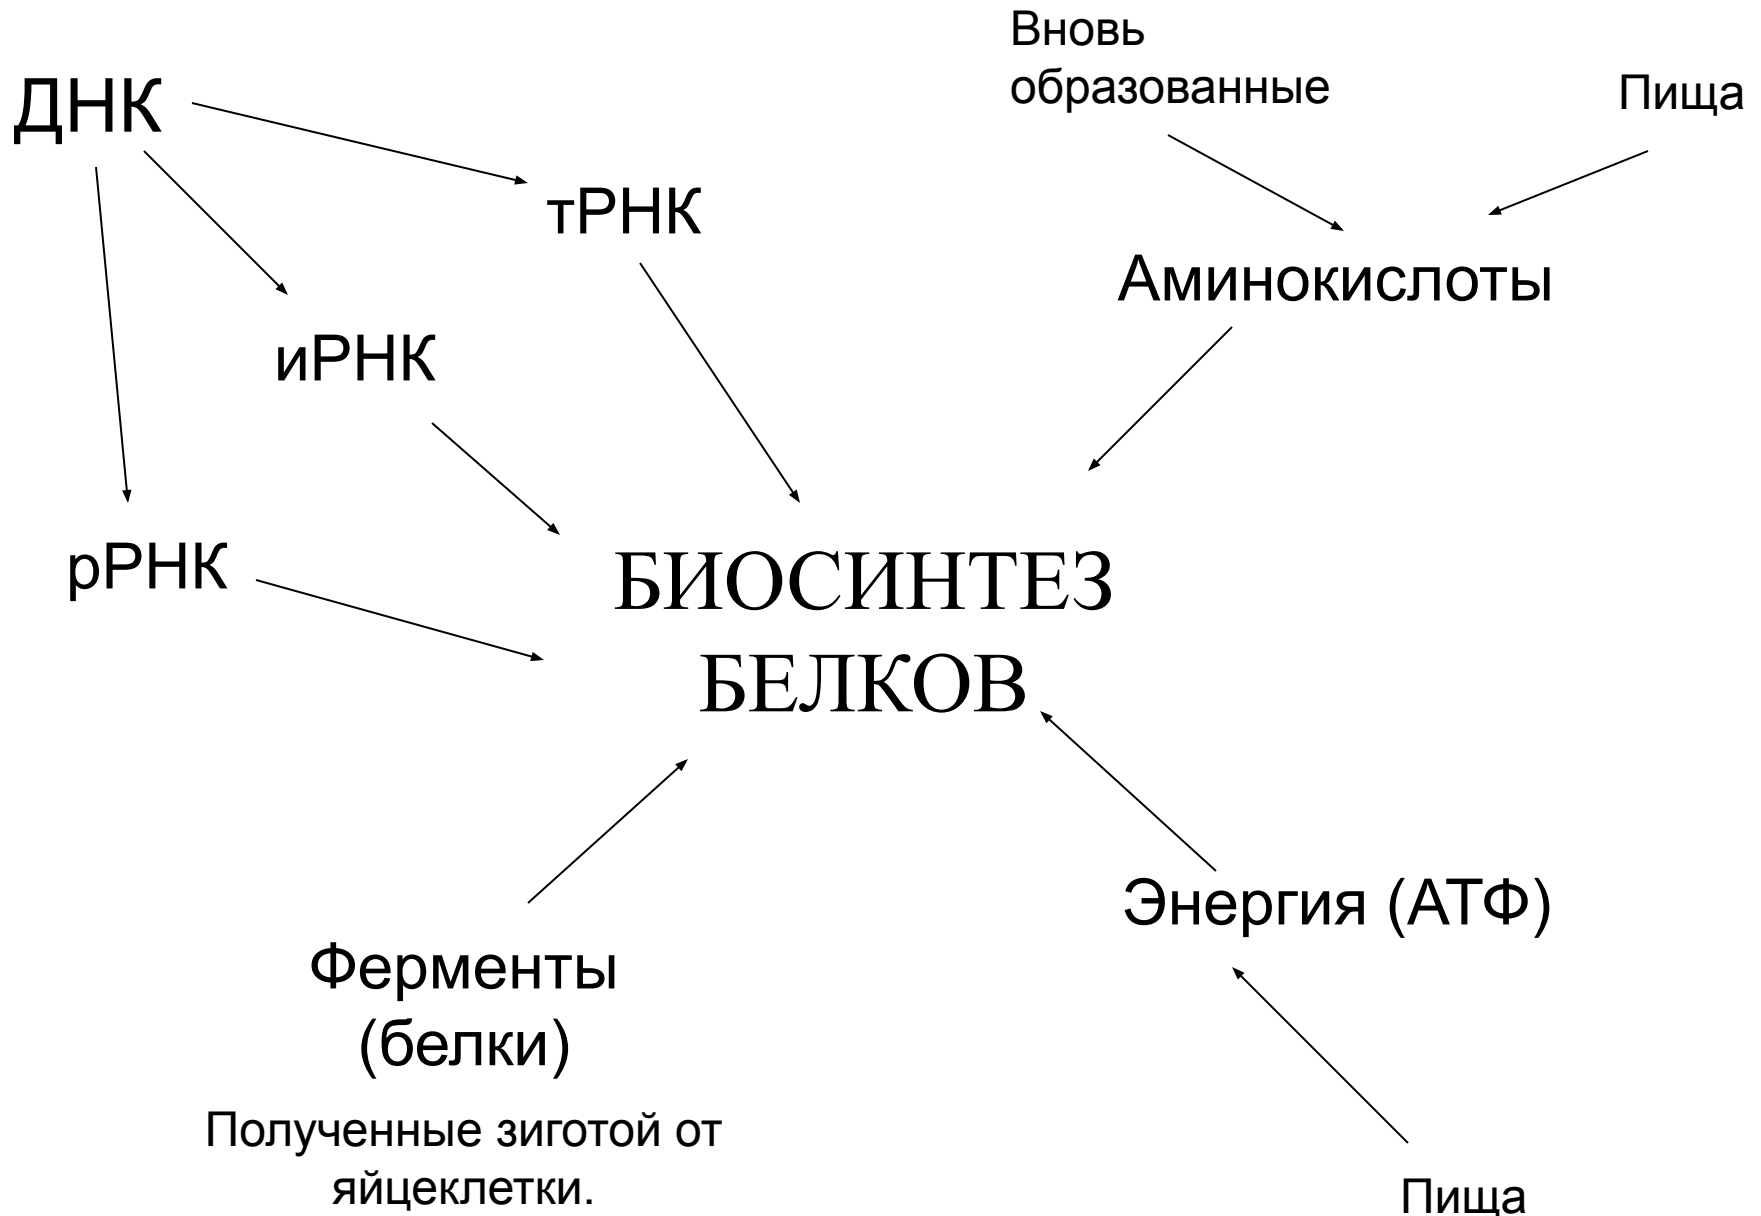 Вновь
образованные
Пища
ДНК
тРНК
Аминокислоты
иРНК
рРНК
БИОСИНТЕЗ
БЕЛКОВ
Энергия (АТФ)
Ферменты
(белки)
Полученные зиготой от
яйцеклетки.
Пища